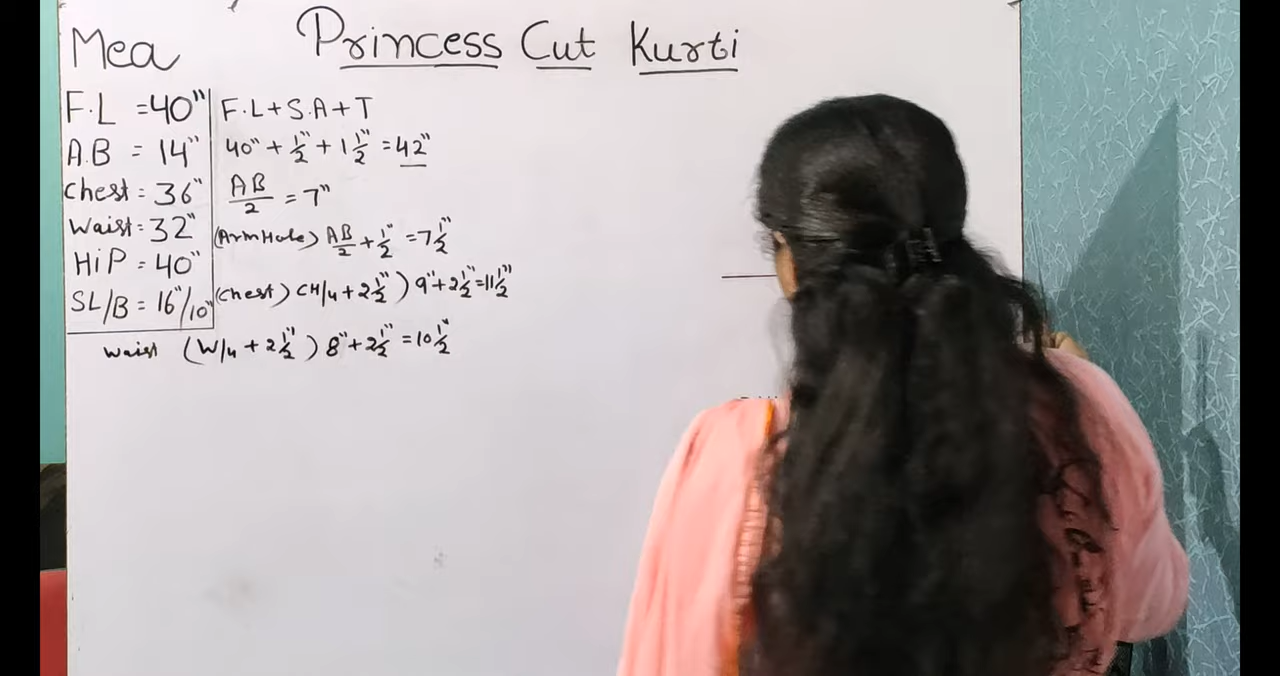 Princess Cut Kurti
Mea
F.L = 40"
A.B = 14"
Chest = 36"
Waist = 32"
HiP = 40"
SL/B = 16"/10"
F.L + S.A + T
40" + 1/2" + 1 1/2" = 42"
AB/2 = 7"
(ArmHole) AB/2 + 1/2" = 7 1/2"
(Chest) CH/4 + 2 1/2") 9" + 2 1/2" = 11 1/2"
Waist (W/4 + 2 1/2") 8" + 2 1/2" = 10 1/2"